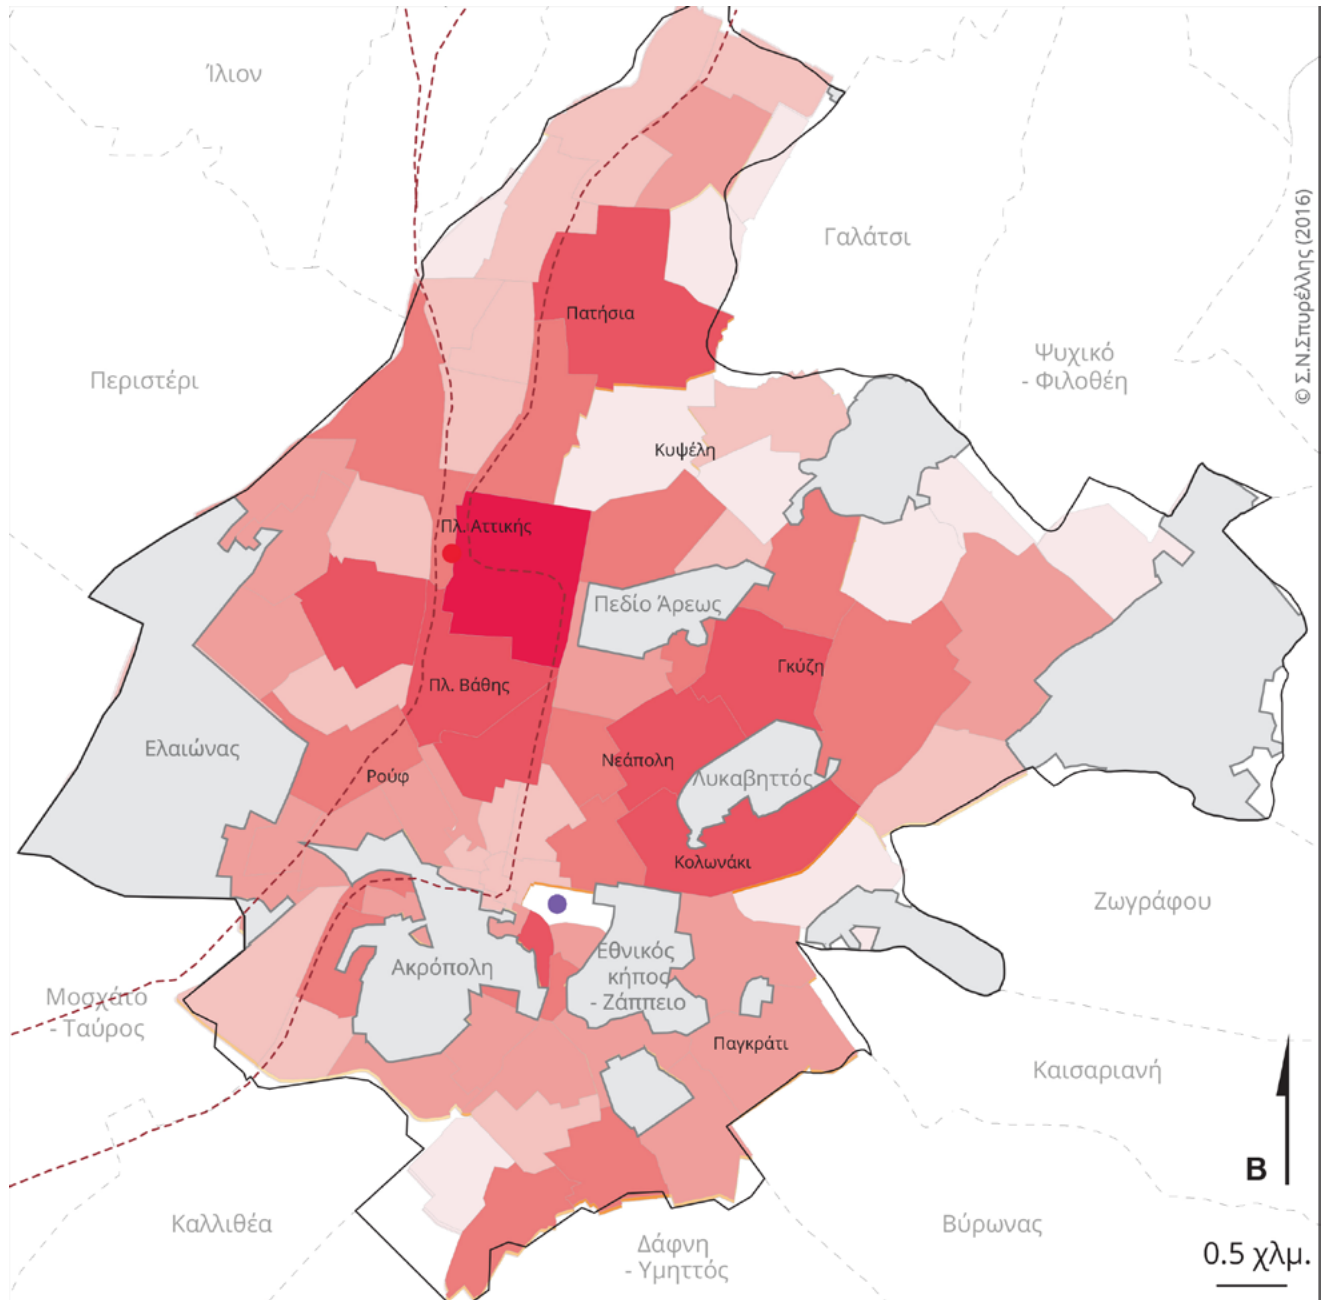 Ίλιον
Γαλάτσι
© Σ.Ν.Σπυρέλλης (2016)
Πατήσια
Ψυχικό
- Φιλοθέη
Περιστέρι
Κυψέλη
Πλ. Αττικής
Πεδίο Άρεως
Γκύζη
Πλ. Βάθης
Ελαιώνας
Ρούφ
Νεάπολη
Λυκαβηττός
Κολωνάκι
Ζωγράφου
Ακρόπολη
Εθνικός
κήπος
- Ζάππειο
Μοσχάτο
- Ταύρος
Παγκράτι
Καισαριανή
Β
Καλλιθέα
Δάφνη
- Υμηττός
Βύρωνας
0.5 χλμ.